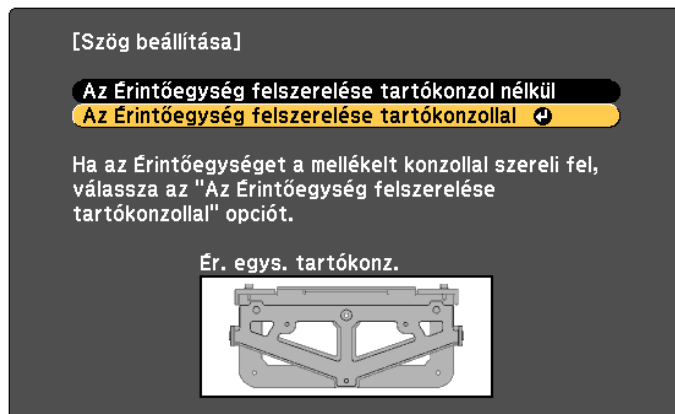 [Szög beállítása]
Az Érintőegység felszerelése tartókonzol nélkül
Az Érintőegység felszerelése tartókonzollal
Ha az Érintőegységet a mellékelt konzollal szereli fel,
válassza az "Az Érintőegység felszerelése
tartókonzollal" opciót.
Ér. egys. tartókonz.